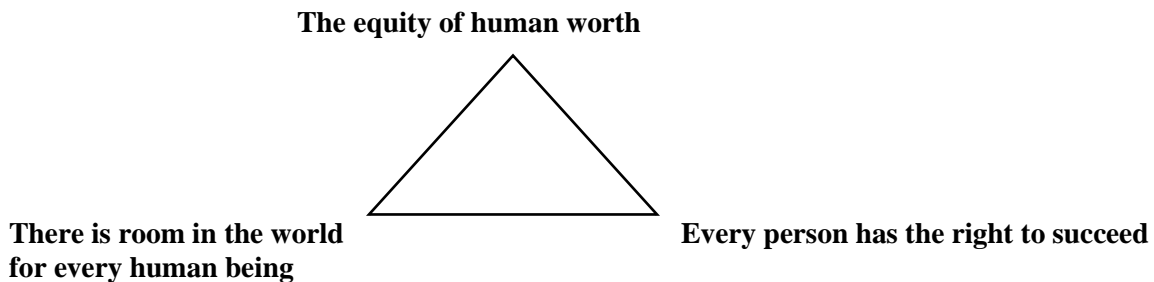 The equity of human worth
There is room in the world
for every human being
Every person has the right to succeed